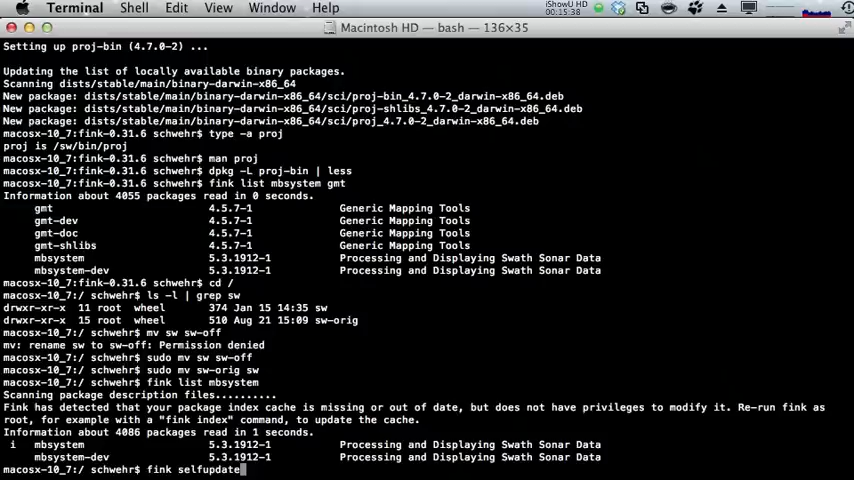 Terminal Shell Edit View Window Help
iShowU HD
00:15:38
Macintosh HD — bash — 136×35
Setting up proj-bin (4.7.0-2) ...
Updating the list of locally available binary packages.
Scanning dists/stable/main/binary-darwin-x86_64
New package: dists/stable/main/binary-darwin-x86_64/sci/proj-bin_4.7.0-2_darwin-x86_64.deb
New package: dists/stable/main/binary-darwin-x86_64/sci/proj-shlibs_4.7.0-2_darwin-x86_64.deb
New package: dists/stable/main/binary-darwin-x86_64/sci/proj_4.7.0-2_darwin-x86_64.deb
macosx-10_7:fink-0.31.6 schwehr$ type -a proj
proj is /sw/bin/proj
macosx-10_7:fink-0.31.6 schwehr$ man proj
macosx-10_7:fink-0.31.6 schwehr$ dpkg -L proj-bin | less
macosx-10_7:fink-0.31.6 schwehr$ fink list mbsystem gmt
Information about 4055 packages read in 0 seconds.
gmt 4.5.7-1 Generic Mapping Tools
gmt-dev 4.5.7-1 Generic Mapping Tools
gmt-doc 4.5.7-1 Generic Mapping Tools
gmt-shlibs 4.5.7-1 Generic Mapping Tools
mbsystem 5.3.1912-1 Processing and Displaying Swath Sonar Data
mbsystem-dev 5.3.1912-1 Processing and Displaying Swath Sonar Data
macosx-10_7:fink-0.31.6 schwehr$ cd /
macosx-10_7:/ schwehr$ ls -l | grep sw
drwxr-xr-x 11 root wheel 374 Jan 15 14:35 sw
drwxr-xr-x 15 root wheel 510 Aug 21 15:09 sw-orig
macosx-10_7:/ schwehr$ mv sw sw-off
mv: rename sw to sw-off: Permission denied
macosx-10_7:/ schwehr$ sudo mv sw sw-off
macosx-10_7:/ schwehr$ sudo mv sw-orig sw
macosx-10_7:/ schwehr$ fink list mbsystem
Scanning package description files..........
Fink has detected that your package index cache is missing or out of date, but does not have privileges to modify it. Re-run fink as
root, for example with a "fink index" command, to update the cache.
Information about 4086 packages read in 1 seconds.
i mbsystem 5.3.1912-1 Processing and Displaying Swath Sonar Data
mbsystem-dev 5.3.1912-1 Processing and Displaying Swath Sonar Data
macosx-10_7:/ schwehr$ fink selfupdate